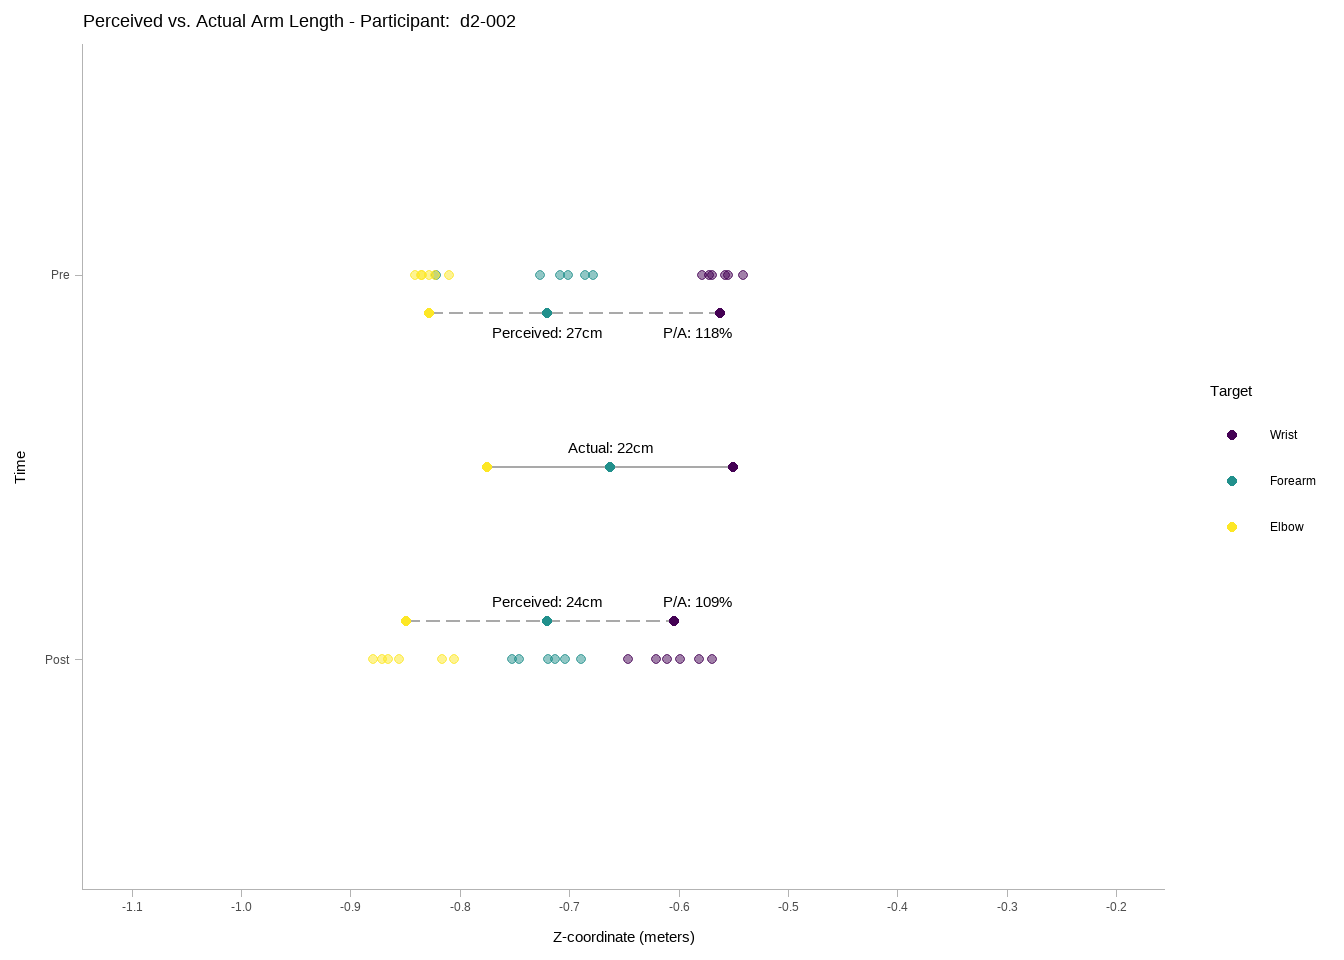 Perceived vs. Actual Arm Length - Participant:  d2-002
Pre
Perceived: 27cm
P/A: 118%
Actual: 22cm
Time
Perceived: 24cm
P/A: 109%
Post
-1.1
-1.0
-0.9
-0.8
-0.7
-0.6
-0.5
-0.4
-0.3
-0.2
Z-coordinate (meters)
Target
Wrist
Forearm
Elbow